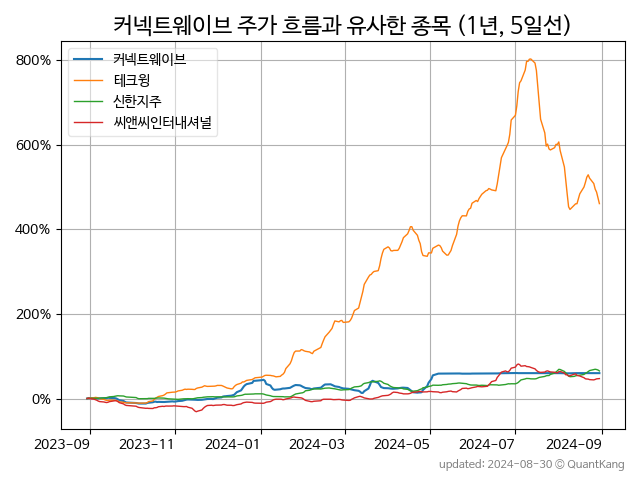 커넥트웨이브 주가 흐름과 유사한 종목 (1년, 5일선)
커넥트웨이브
테크윙
신한지주
씨앤씨인터내셔널
800%
600%
400%
200%
0%
2023-09 2023-11 2024-01 2024-03 2024-05 2024-07 2024-09
updated: 2024-08-30 © QuantKang